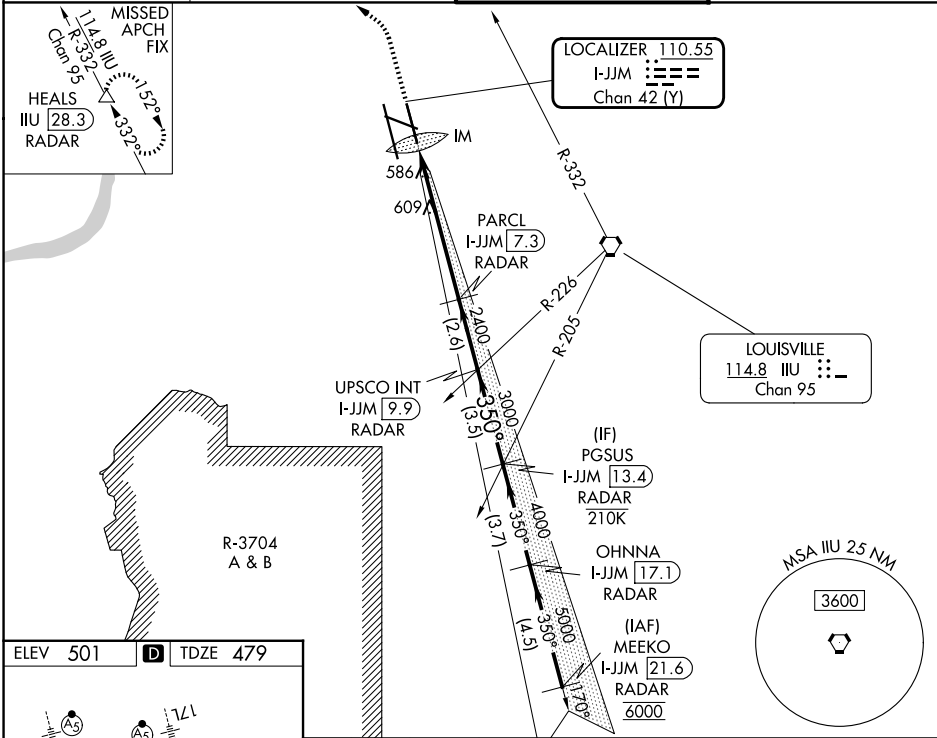 MISSED
APCH
FIX
114.8 IIU
R-332
Chan 95
HEALS
IIU 28.3
RADAR
152°
332°
LOCALIZER 110.55
I-JJM
Chan 42 (Y)
IM
586
609
R-332
PARCL
I-JJM 7.3
RADAR
R-226
R-205
2400
(2.6)
LOUISVILLE
114.8 IIU
Chan 95
UPSCO INT
I-JJM 9.9
RADAR
3000
350°
(3.5)
(IF)
PGSUS
I-JJM 13.4
RADAR
210K
4000
350°
(3.7)
R-3704
A & B
OHNNA
I-JJM 17.1
RADAR
5000
350°
(4.5)
(IAF)
MEEKO
I-JJM 21.6
RADAR
6000
170°
MSA IIU 25 NM
3600
ELEV 501 D TDZE 479
A5
A5
17L